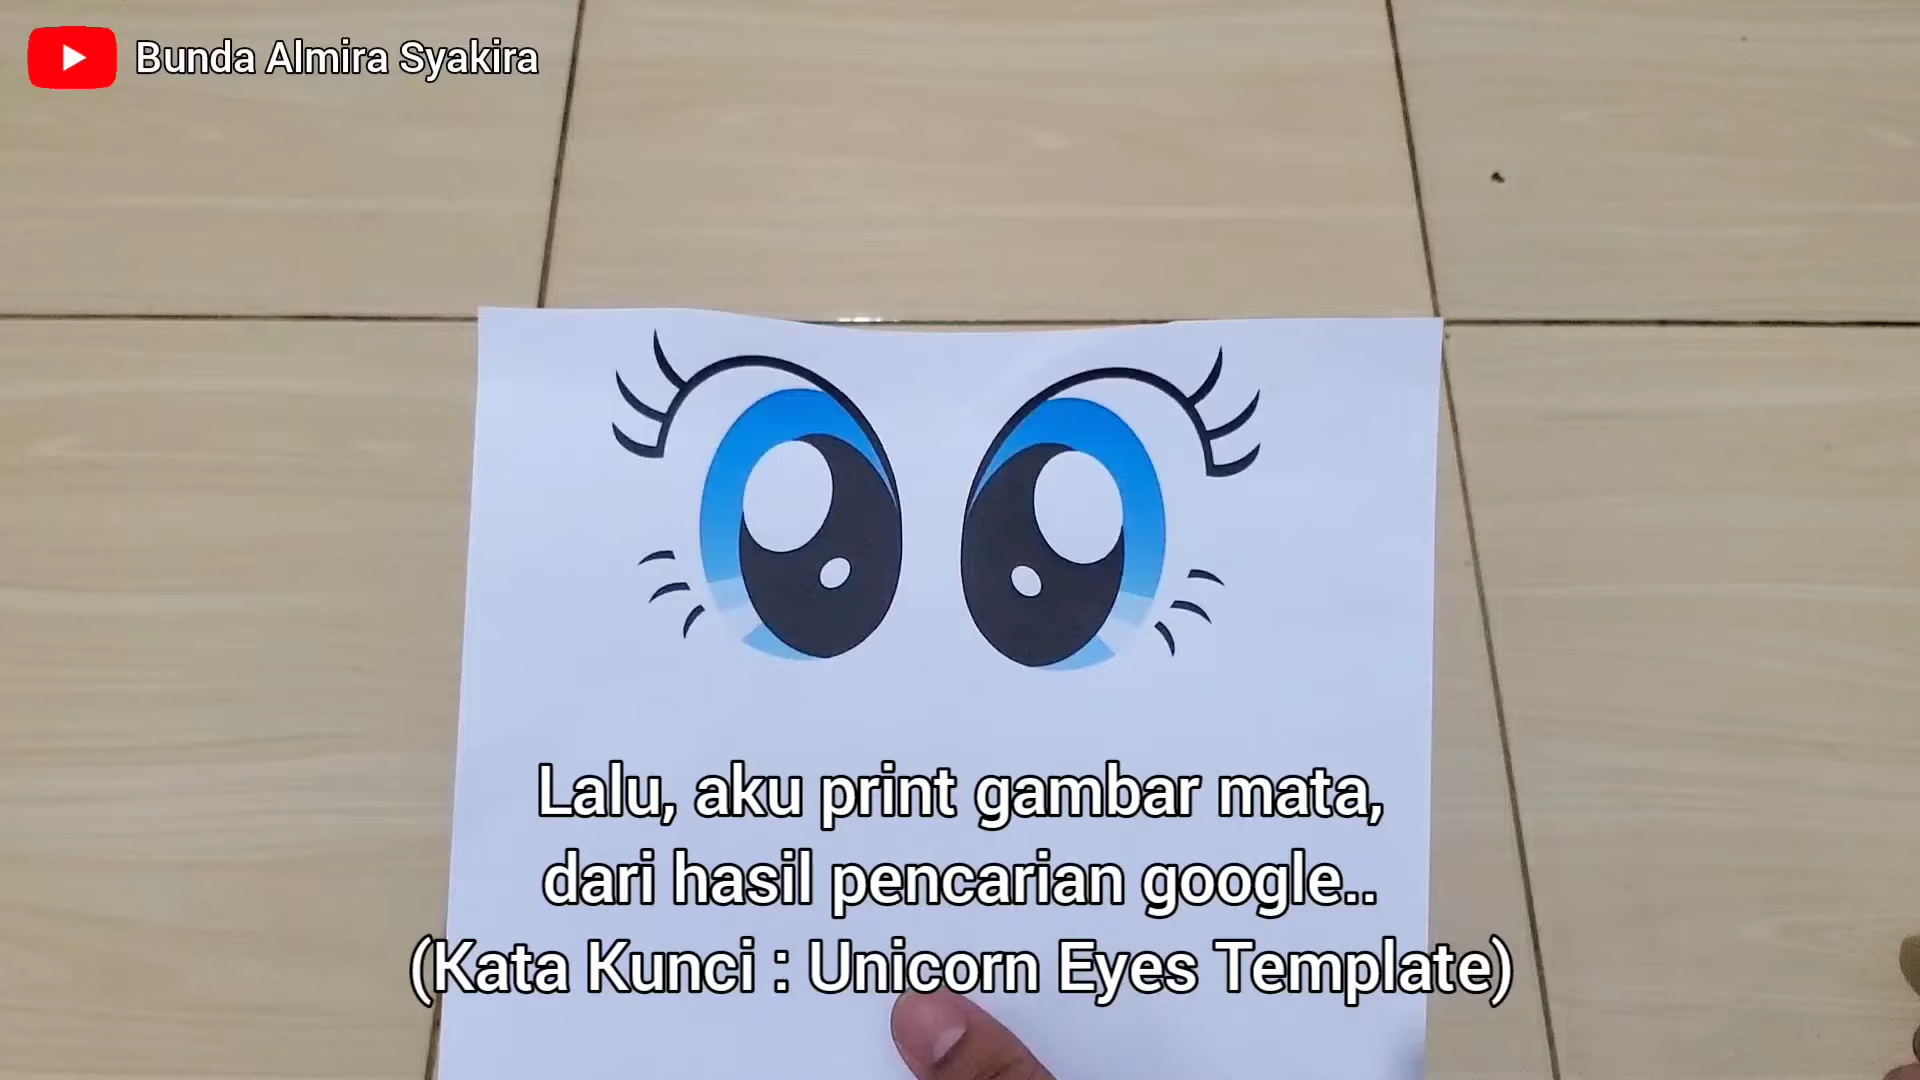 Bunda Almira Syakira
Lalu, aku print gambar mata,
dari hasil pencarian google..
(Kata Kunci : Unicorn Eyes Template)